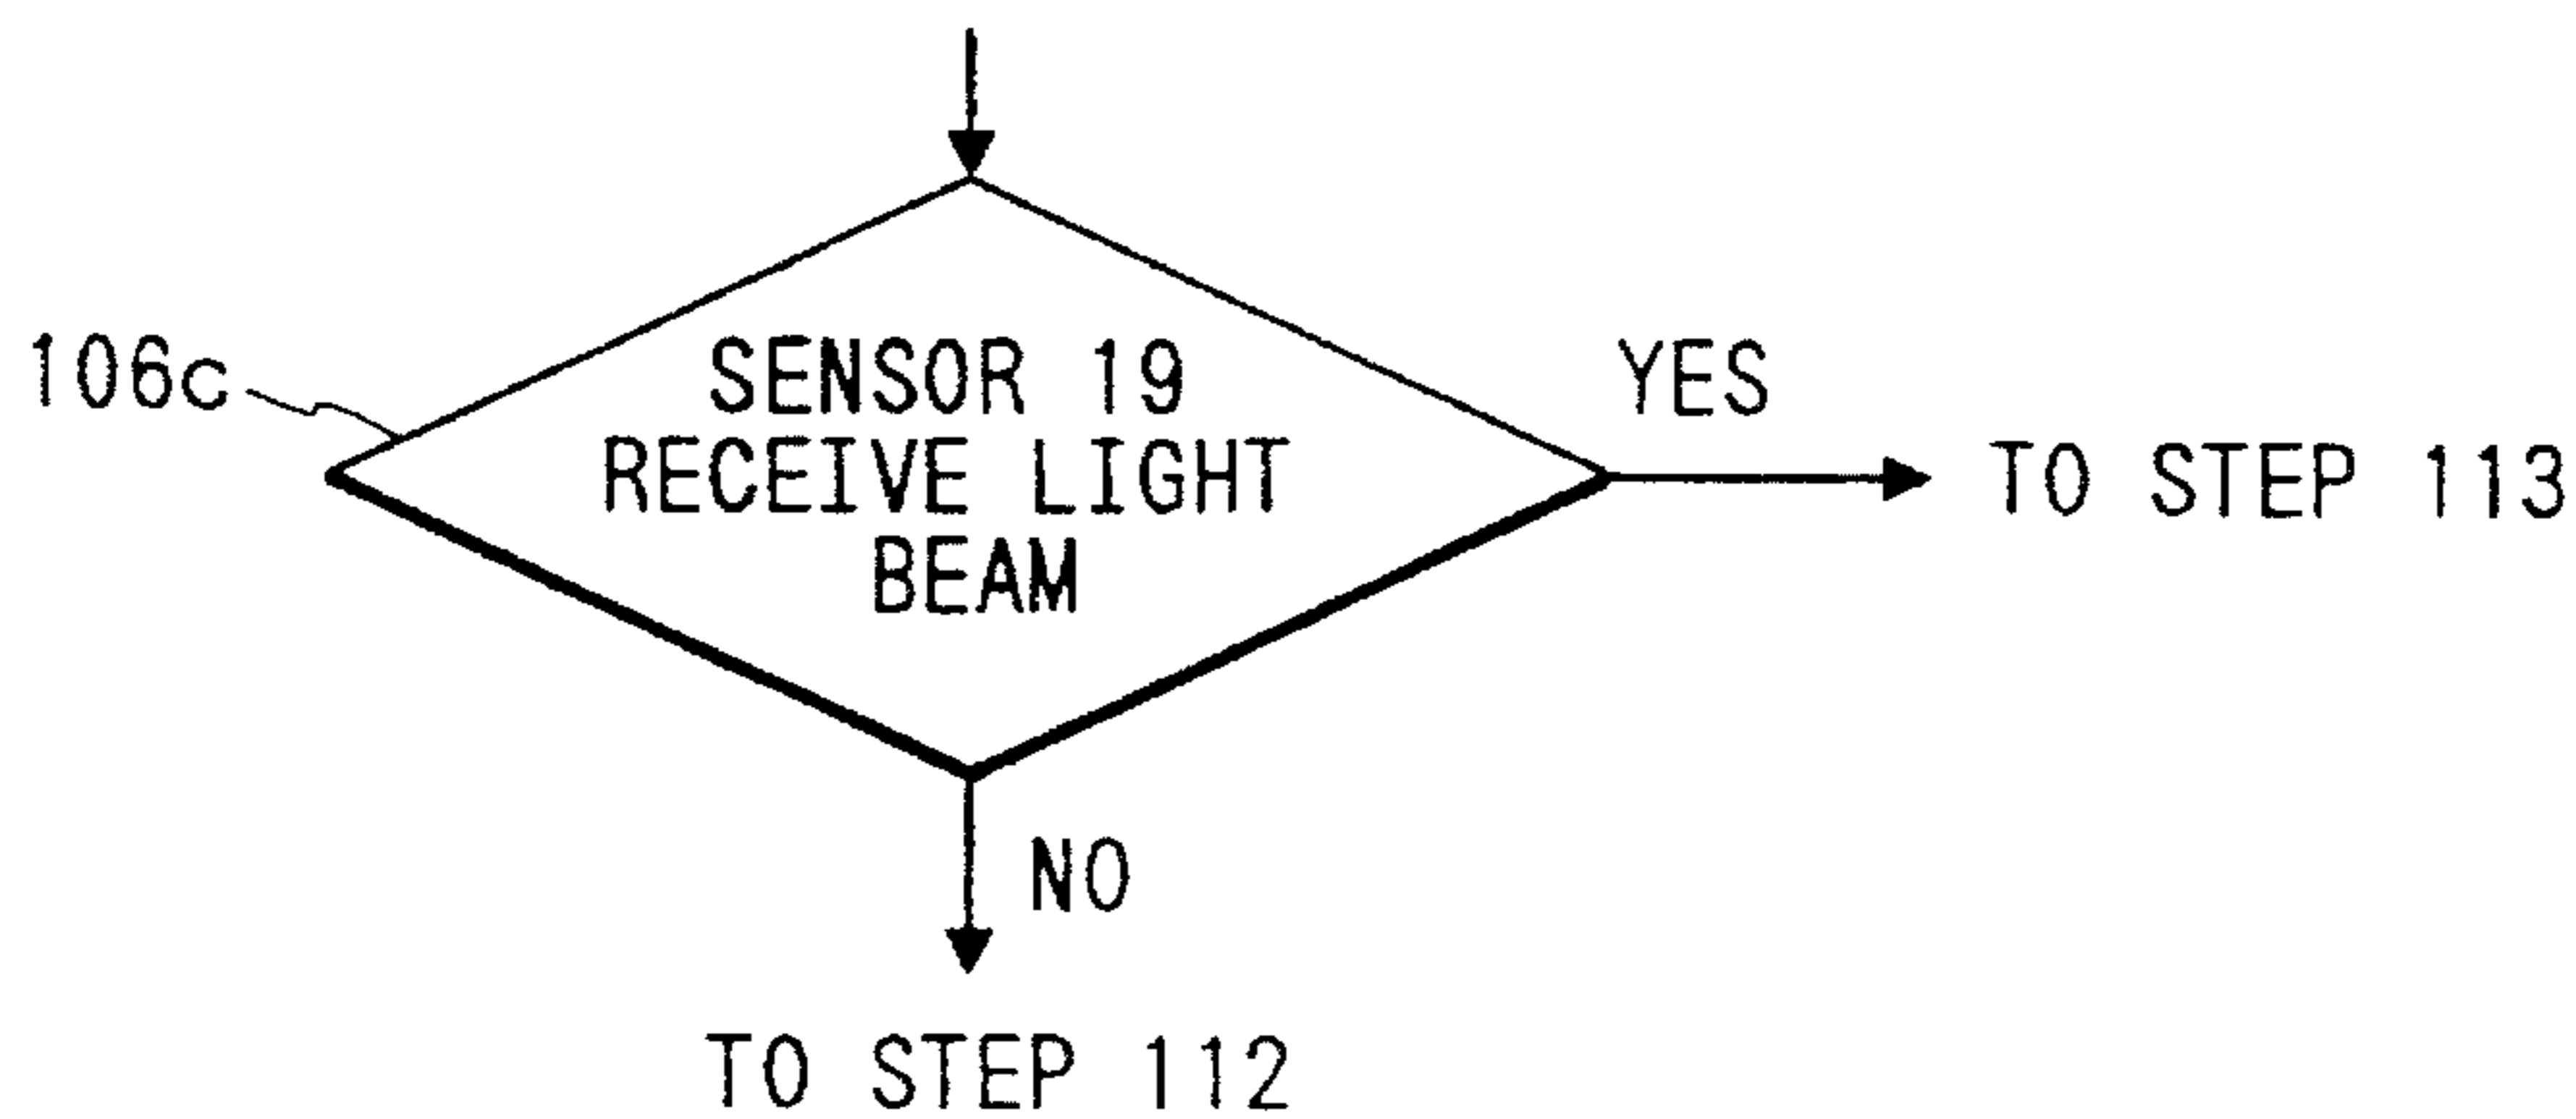 106c
SENSOR 19
RECEIVE LIGHT
BEAM
YES
TO STEP 113
NO
TO STEP 112